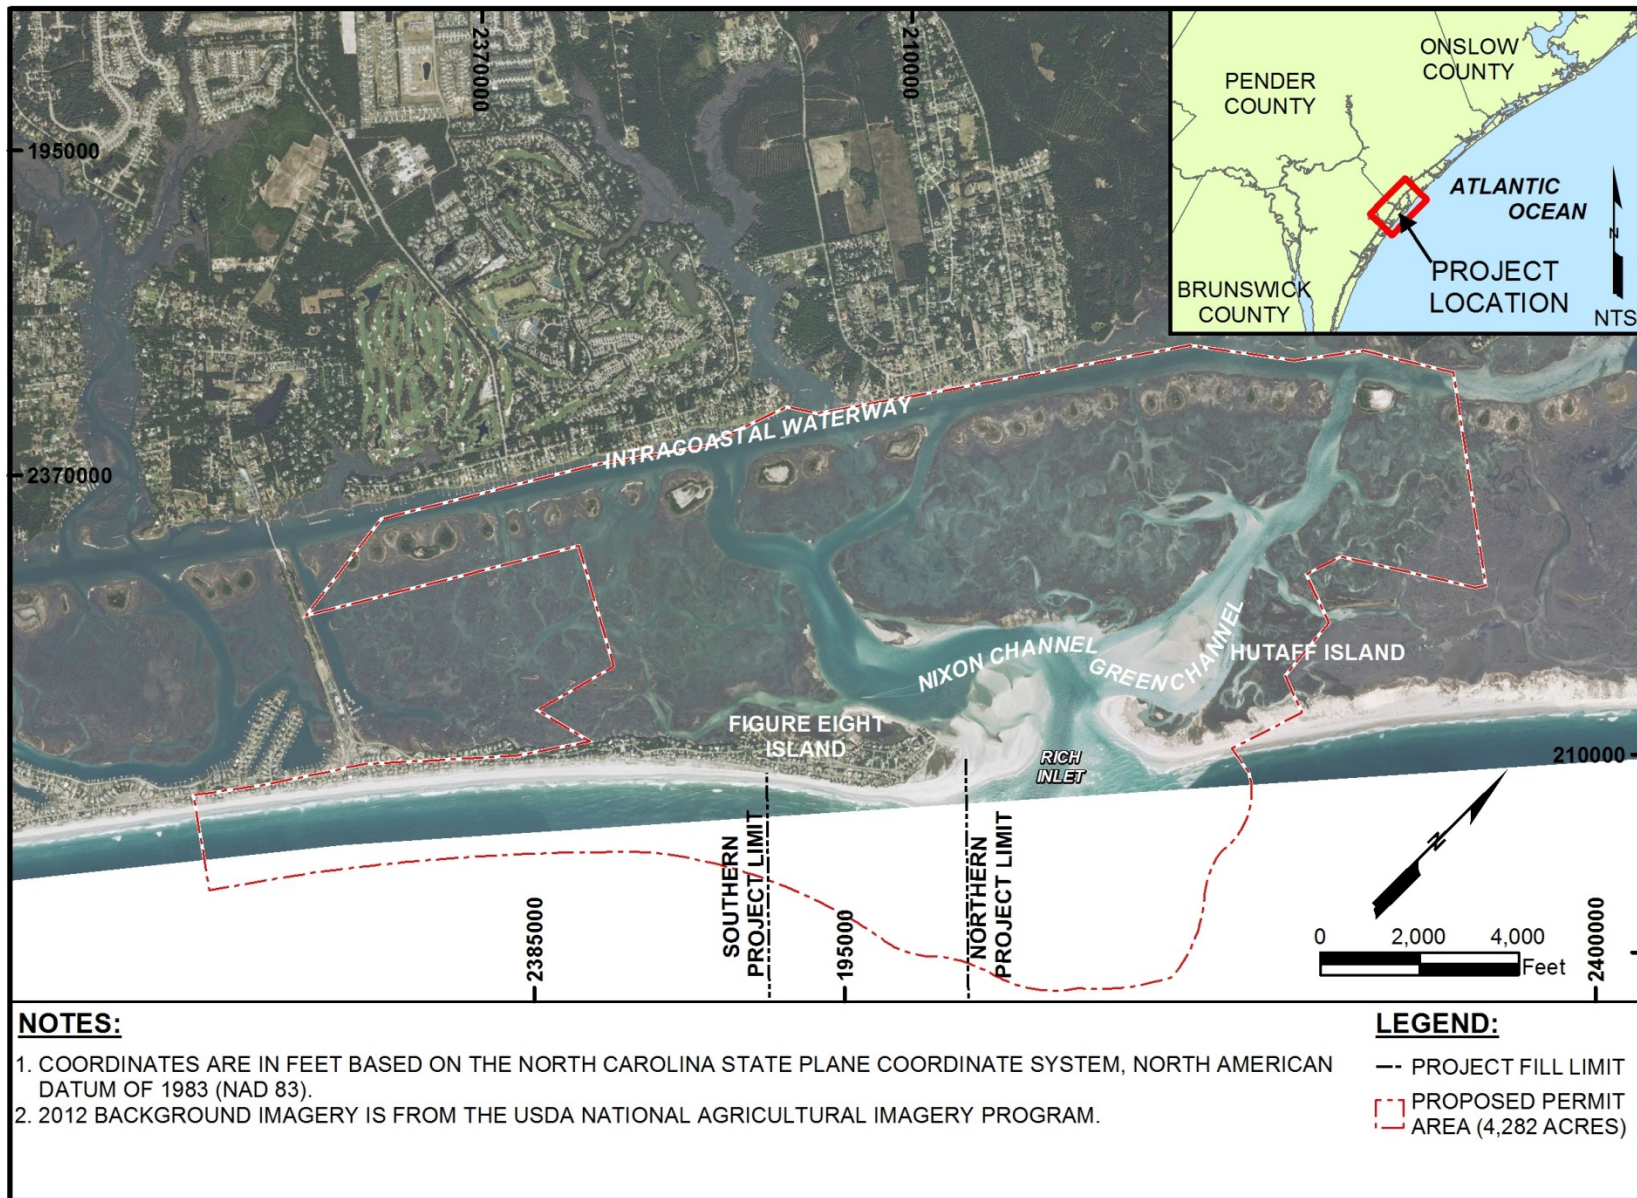 2370000
2100000
195000
2370000
ONSLOW
COUNTY
PENDER
COUNTY
ATLANTIC
OCEAN
N
PROJECT
LOCATION
BRUNSWICK
COUNTY
NTS
INTRACOASTAL WATERWAY
NIXON CHANNEL
GREEN CHANNEL
HUTAFF ISLAND
FIGURE EIGHT
ISLAND
RICH
INLET
210000
SOUTHERN
PROJECT LIMIT
NORTHERN
PROJECT LIMIT
N
0 2,000 4,000
Feet
2385000
195000
2400000
NOTES:
1. COORDINATES ARE IN FEET BASED ON THE NORTH CAROLINA STATE PLANE COORDINATE SYSTEM, NORTH AMERICAN
DATUM OF 1983 (NAD 83).
2. 2012 BACKGROUND IMAGERY IS FROM THE USDA NATIONAL AGRICULTURAL IMAGERY PROGRAM.
LEGEND:
PROJECT FILL LIMIT
PROPOSED PERMIT
AREA (4,282 ACRES)